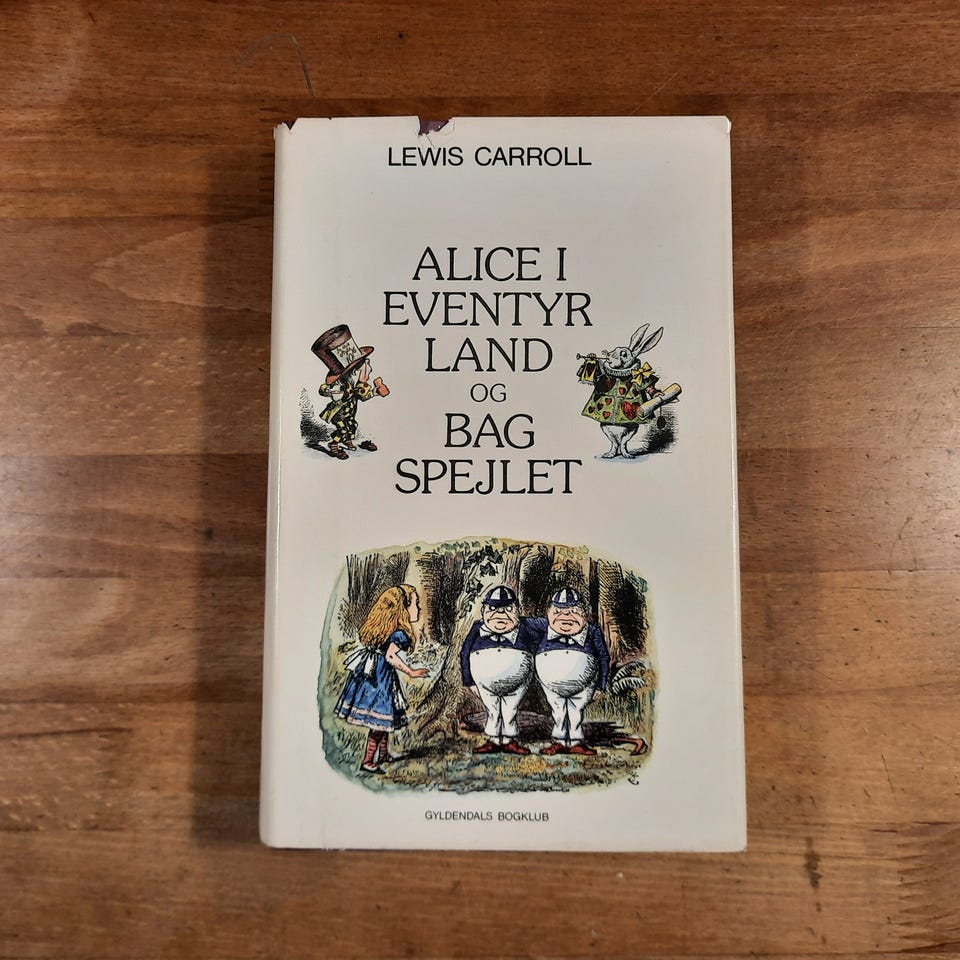 LEWIS CARROLL
ALICE I
EVENTYR
LAND
OG
BAG
SPEJLET
GYLDENDALS BOGKLUB